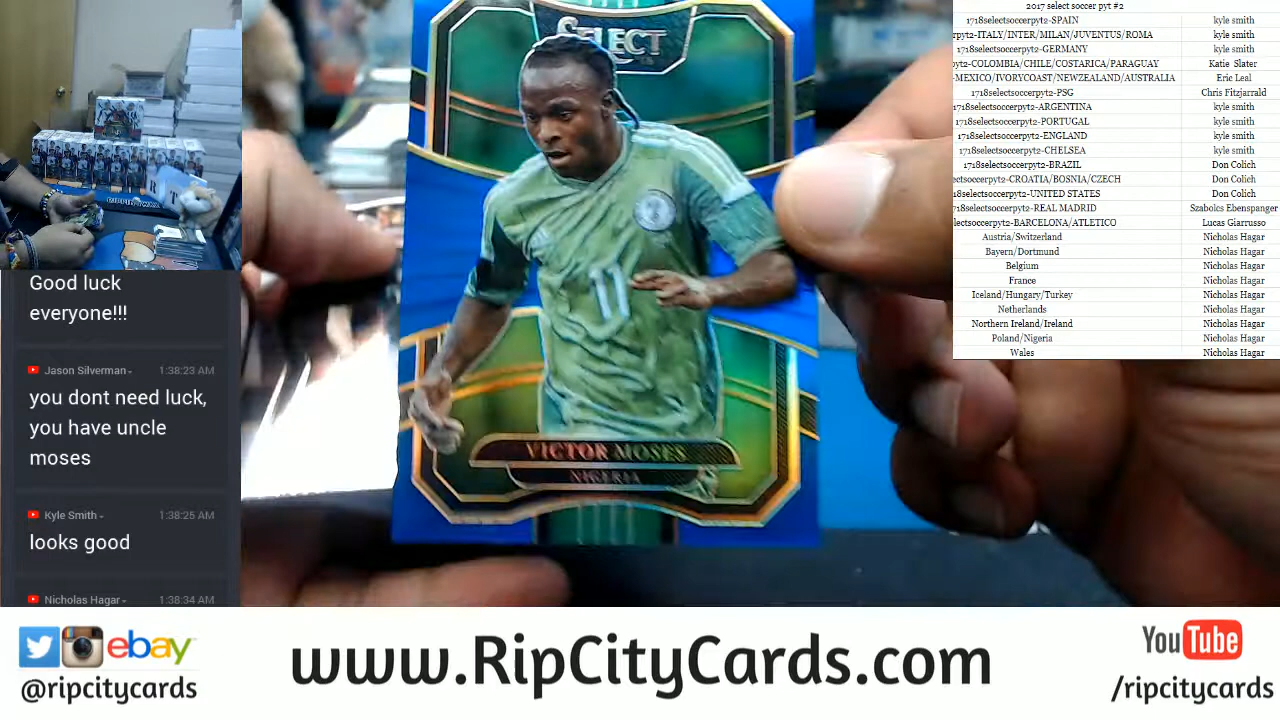 SELECT
11
VICTOR MOSES
NIGERIA
Good luck
everyone!!!
Jason Silverman
1:38:23 AM
you dont need luck,
you have uncle
moses
Kyle Smith
1:38:25 AM
looks good
Nicholas Hagar
1:38:34 AM
2017 select soccer pyt #2
1718selectsoccerpyt2-SPAIN kyle smith
rpyt2-ITALY/INTER/MILAN/JUVENTUS/ROMA kyle smith
1718selectsoccerpyt2-GERMANY kyle smith
pyt2-COLOMBIA/CHILE/COSTARICA/PARAGUAY Katie Slater
-MEXICO/IVORYCOAST/NEWZEALAND/AUSTRALIA Eric Leal
1718selectsoccerpyt2-PSG Chris Fitzjarrald
1718selectsoccerpyt2-ARGENTINA kyle smith
1718selectsoccerpyt2-PORTUGAL kyle smith
1718selectsoccerpyt2-ENGLAND kyle smith
1718selectsoccerpyt2-CHELSEA kyle smith
1718selectsoccerpyt2-BRAZIL Don Colich
ectsoccerpyt2-CROATIA/BOSNIA/CZECH Don Colich
18selectsoccerpyt2-UNITED STATES Don Colich
718selectsoccerpyt2-REAL MADRID Szabolcs Ebenspanger
electsoccerpyt2-BARCELONA/ATLETICO Lucas Giarrusso
Austria/Switzerland Nicholas Hagar
Bayern/Dortmund Nicholas Hagar
Belgium Nicholas Hagar
France Nicholas Hagar
Iceland/Hungary/Turkey Nicholas Hagar
Netherlands Nicholas Hagar
Northern Ireland/Ireland Nicholas Hagar
Poland/Nigeria Nicholas Hagar
Wales Nicholas Hagar
ebay
@ripcitycards
www.RipCityCards.com
YouTube
/ripcitycards